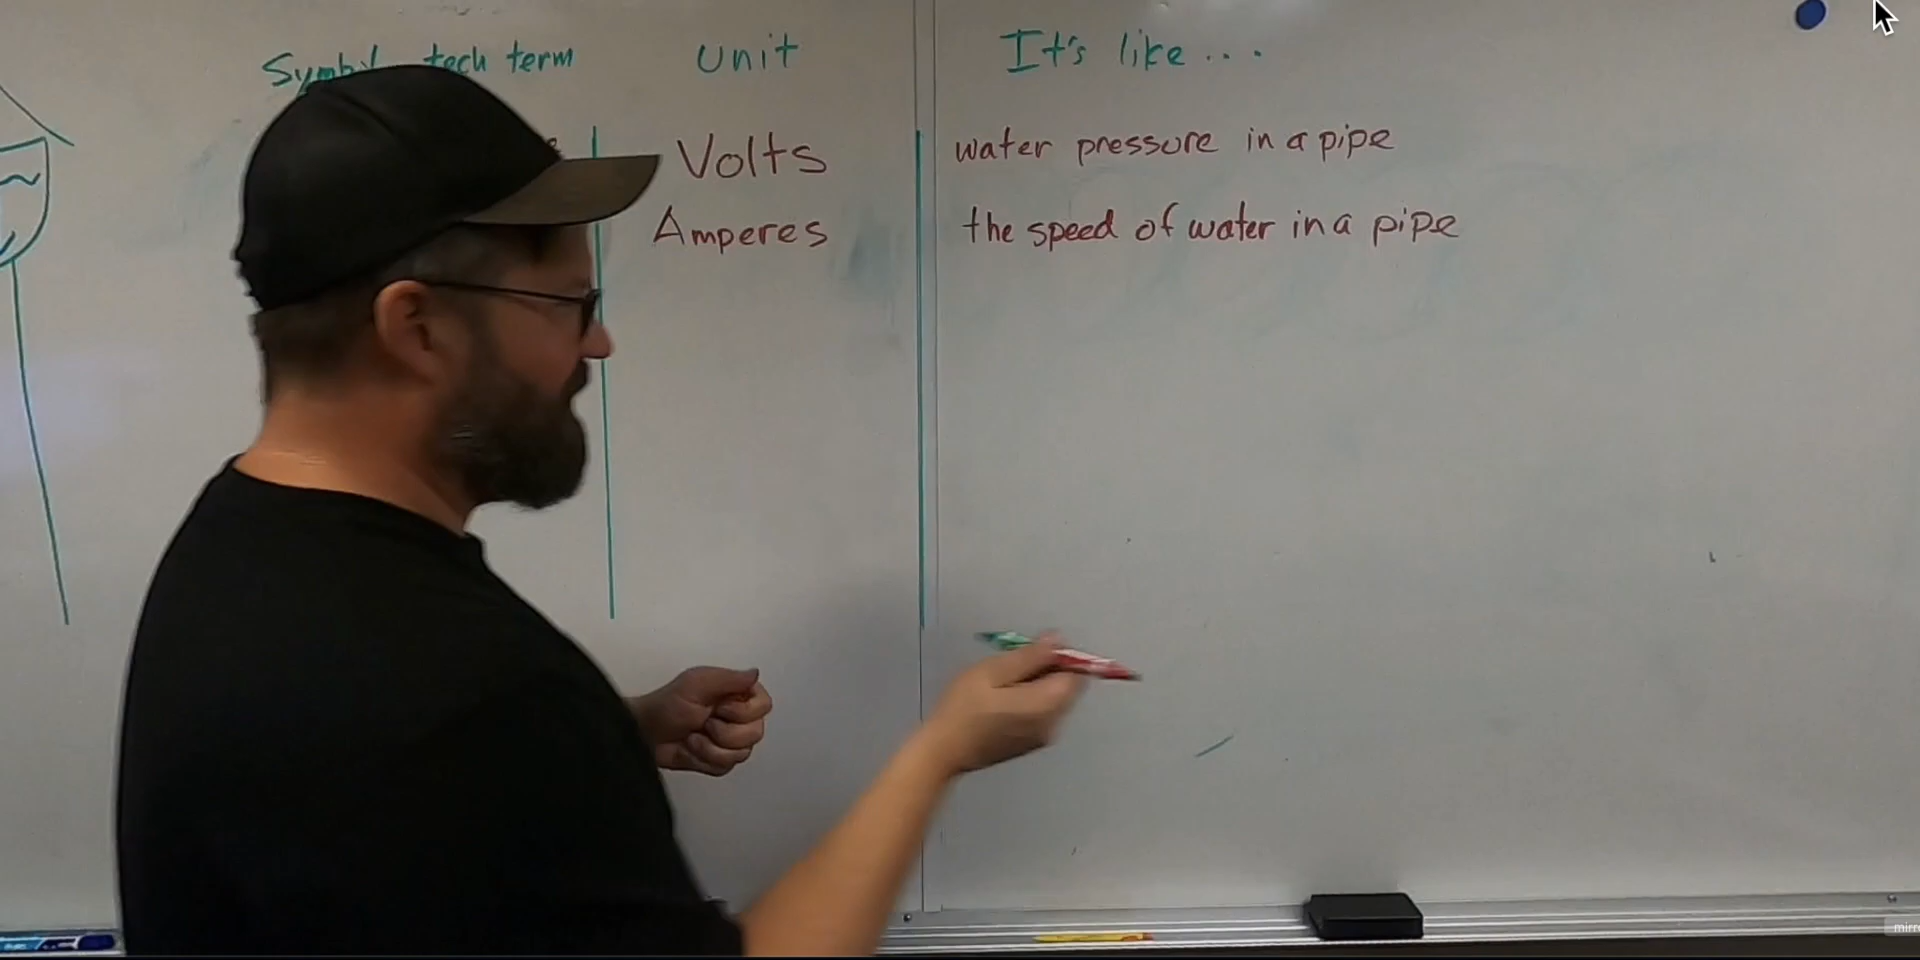 tech term Unit It's like....
Volts water pressure in a pipe
Amperes the speed of water in a pipe